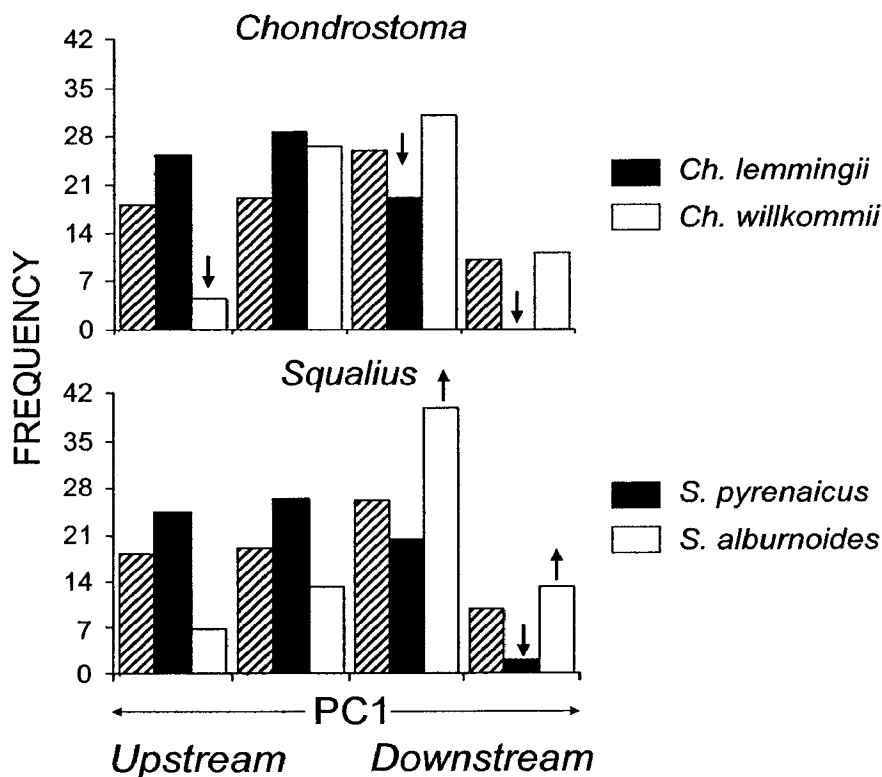 Chondrostoma
42
35
28
21
14
7
0
Ch. lemmingii
Ch. willkommii
FREQUENCY
Squalius
42
35
28
21
14
7
0
S. pyrenaicus
S. alburnoides
PC1
Upstream Downstream